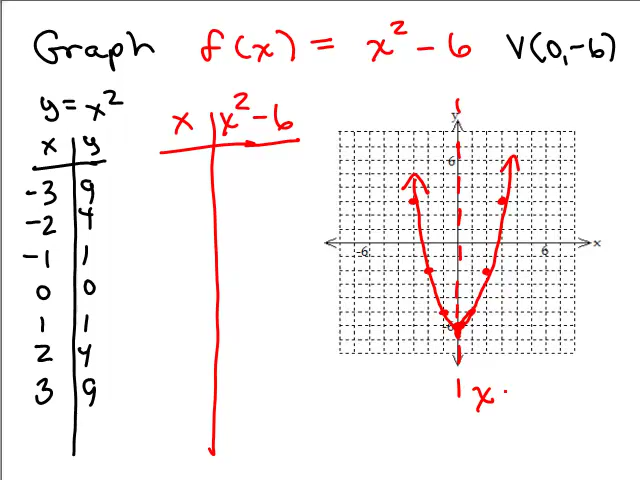 Graph f(x) = x² - 6 V(0,-6)
y = x²
x y
-3 9
-2 4
-1 1
0 0
1 1
2 4
3 9
x x² - 6
y
6
-6 6 x
-6
x